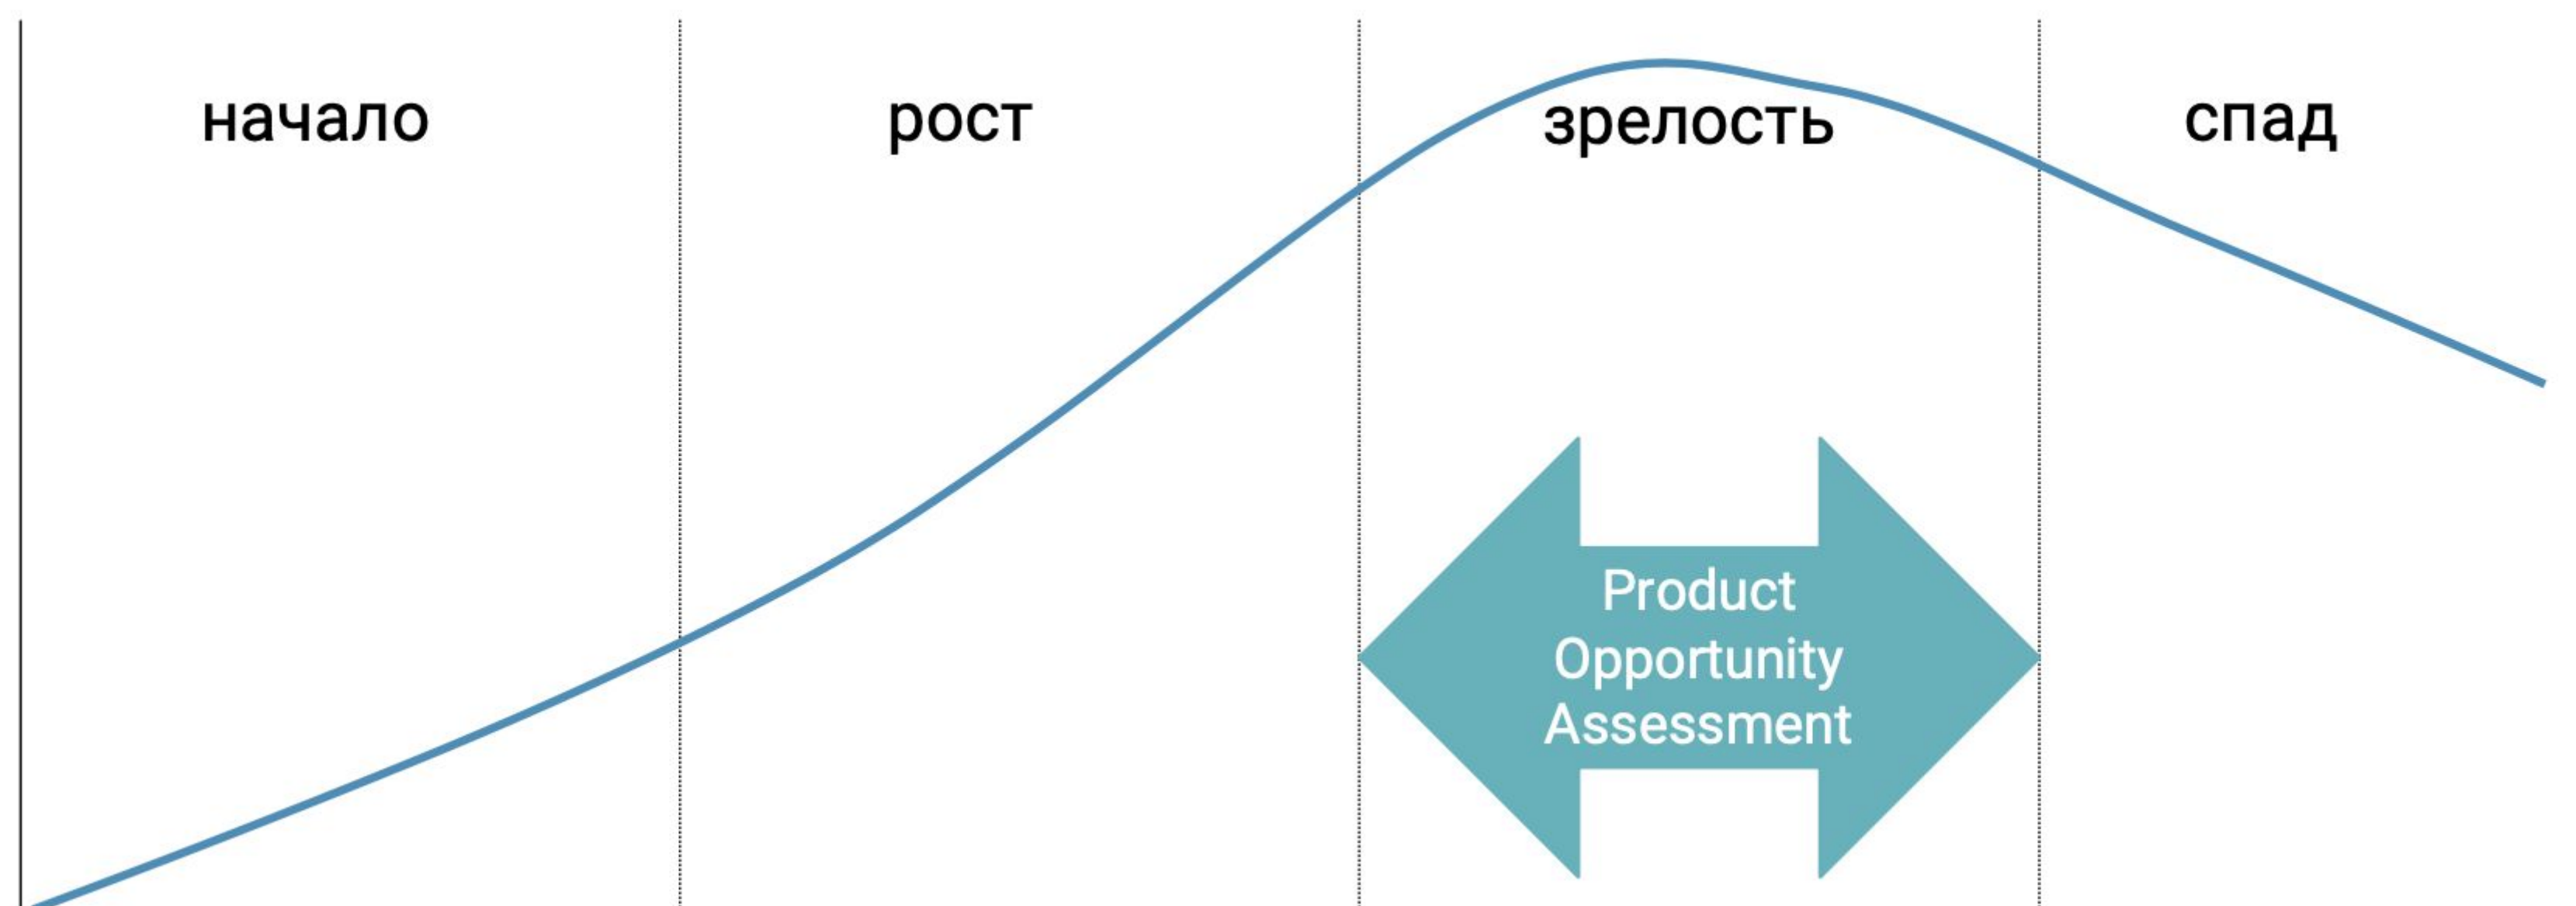 начало
рост
зрелость
спад
Product
Opportunity
Assessment